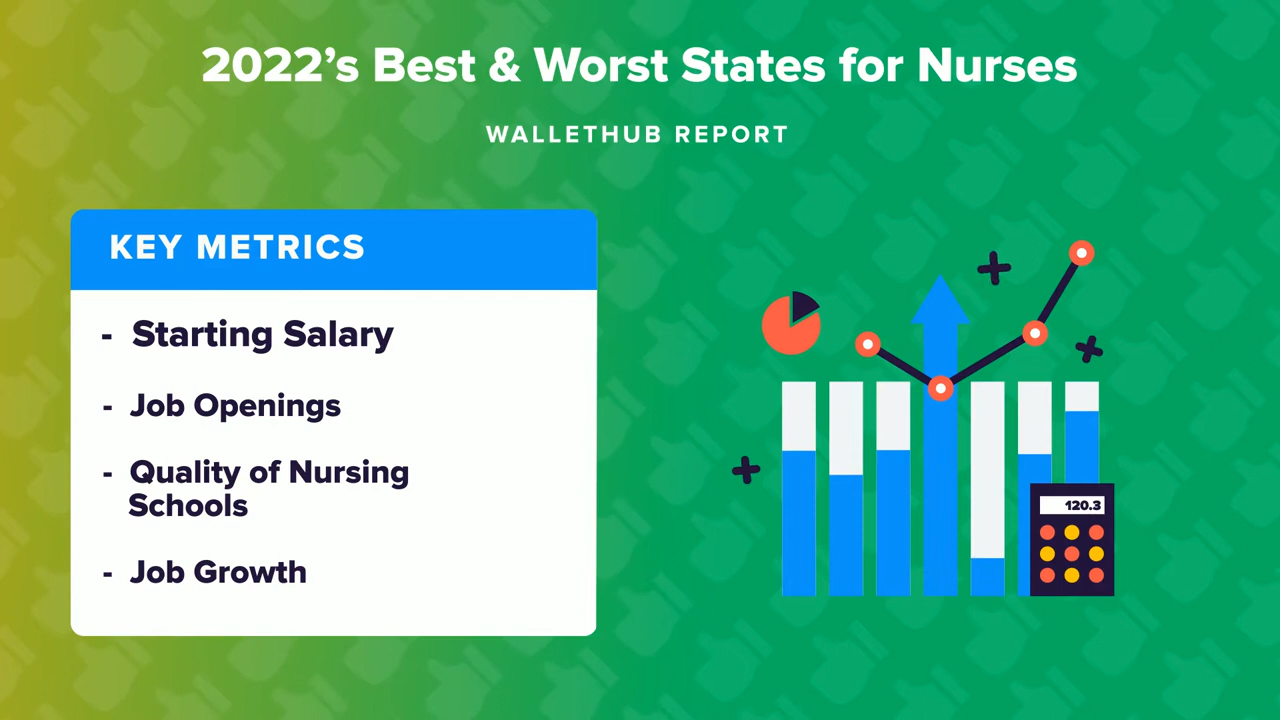 2022’s Best & Worst States for Nurses
WALLETHUB REPORT
KEY METRICS
- Starting Salary
- Job Openings
- Quality of Nursing
Schools
- Job Growth
120.3